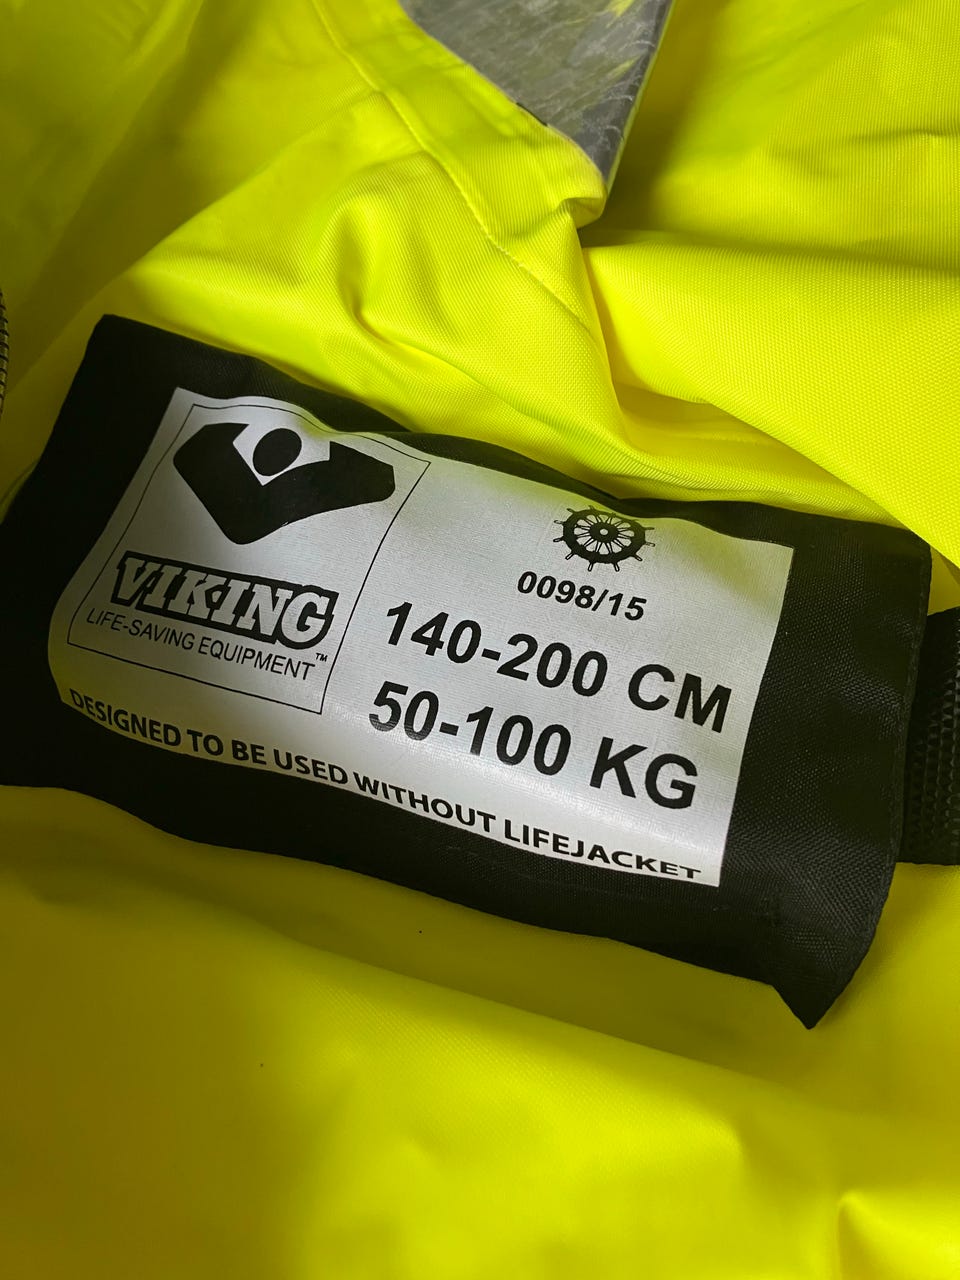 VIKING
LIFE-SAVING EQUIPMENT™
0098/15
140-200 CM
50-100 KG
DESIGNED TO BE USED WITHOUT LIFEJACKET